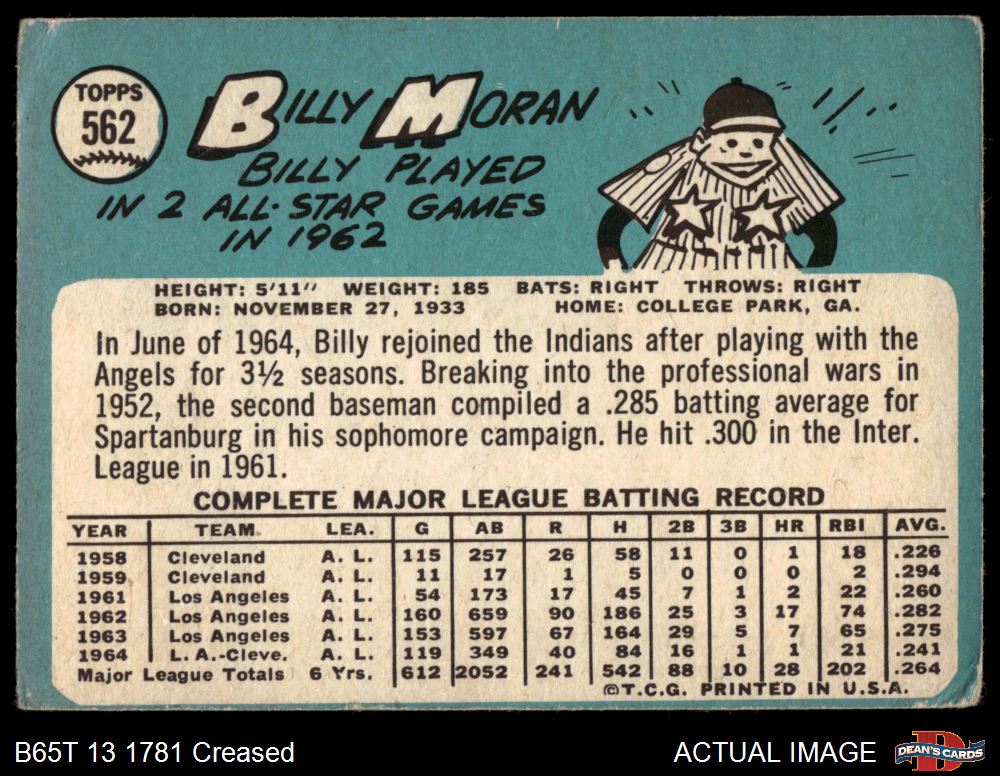 TOPPS
562
BILLY MORAN
BILLY PLAYED
IN 2 ALL-STAR GAMES
IN 1962
HEIGHT: 5'11" WEIGHT: 185 BATS: RIGHT THROWS: RIGHT
BORN: NOVEMBER 27, 1933 HOME: COLLEGE PARK, GA.
In June of 1964, Billy rejoined the Indians after playing with the
Angels for 3½ seasons. Breaking into the professional wars in
1952, the second baseman compiled a .285 batting average for
Spartanburg in his sophomore campaign. He hit .300 in the Inter.
League in 1961.
COMPLETE MAJOR LEAGUE BATTING RECORD
YEAR TEAM LEA. G AB R H 2B 3B HR RBI AVG.
1958 Cleveland A. L. 115 257 26 58 11 0 1 18 .226
1959 Cleveland A. L. 11 17 1 5 0 0 0 2 .294
1961 Los Angeles A. L. 54 173 17 45 7 1 2 22 .260
1962 Los Angeles A. L. 160 659 90 186 25 3 17 74 .282
1963 Los Angeles A. L. 153 597 67 164 29 5 7 65 .275
1964 L. A.-Cleve. A. L. 119 349 40 84 16 1 1 21 .241
Major League Totals 6 Yrs. 612 2052 241 542 88 10 28 202 .264
©T.C.G. PRINTED IN U.S.A.
B65T 13 1781 Creased
ACTUAL IMAGE
DEAN'S CARDS